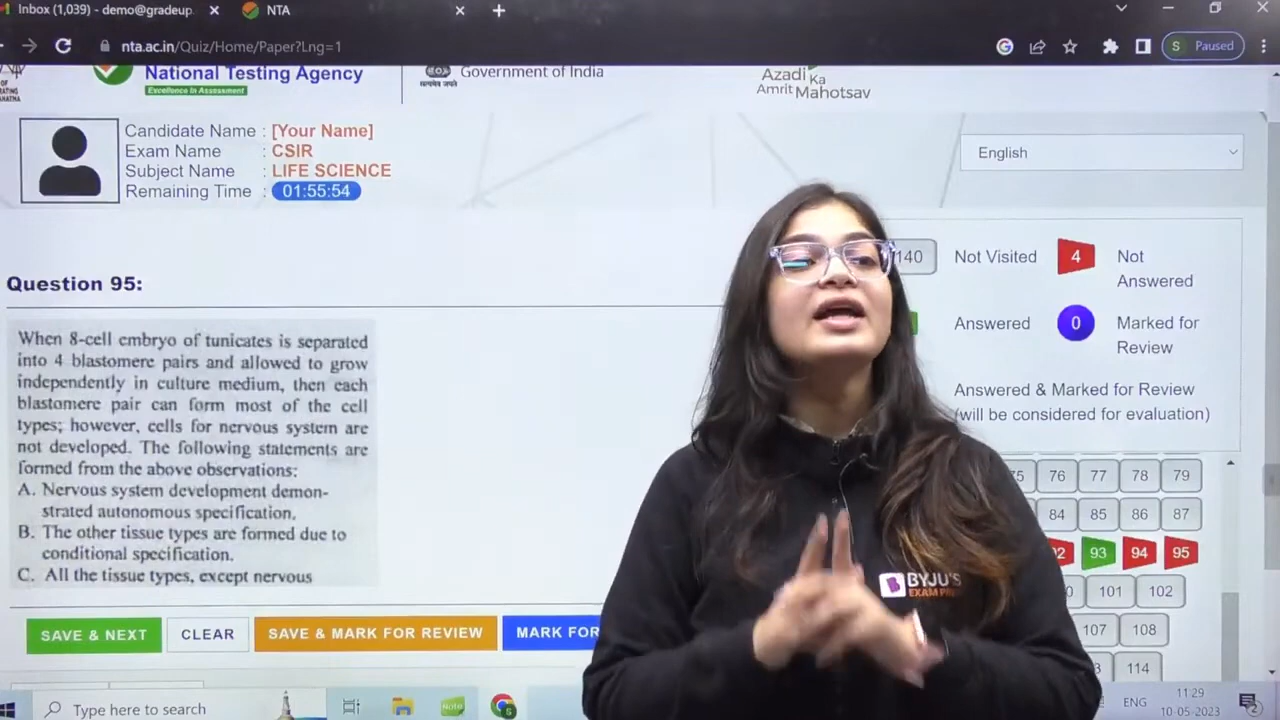 Inbox (1,039) - demo@gradeup
NTA
nta.ac.in/Quiz/Home/Paper?Lng=1
S Paused
National Testing Agency
Excellence in Assessment
Government of India
सत्यमेव जयते
Azadi Ka
Amrit Mahotsav
Candidate Name : [Your Name]
Exam Name : CSIR
Subject Name : LIFE SCIENCE
Remaining Time : 01:55:54
English
Question 95:
When 8-cell embryo of tunicates is separated
into 4 blastomere pairs and allowed to grow
independently in culture medium, then each
blastomere pair can form most of the cell
types; however, cells for nervous system are
not developed. The following statements are
formed from the above observations:
A. Nervous system development demon-
strated autonomous specification.
B. The other tissue types are formed due to
conditional specification.
C. All the tissue types, except nervous
SAVE & NEXT
CLEAR
SAVE & MARK FOR REVIEW
MARK FOR
140 Not Visited
4 Not
Answered
Answered
0 Marked for
Review
Answered & Marked for Review
(will be considered for evaluation)
76 77 78 79
84 85 86 87
93 94 95
101 102
107 108
114
BYJU'S
EXAM
Type here to search
Note
S
ENG
11:29
10-05-2023
2